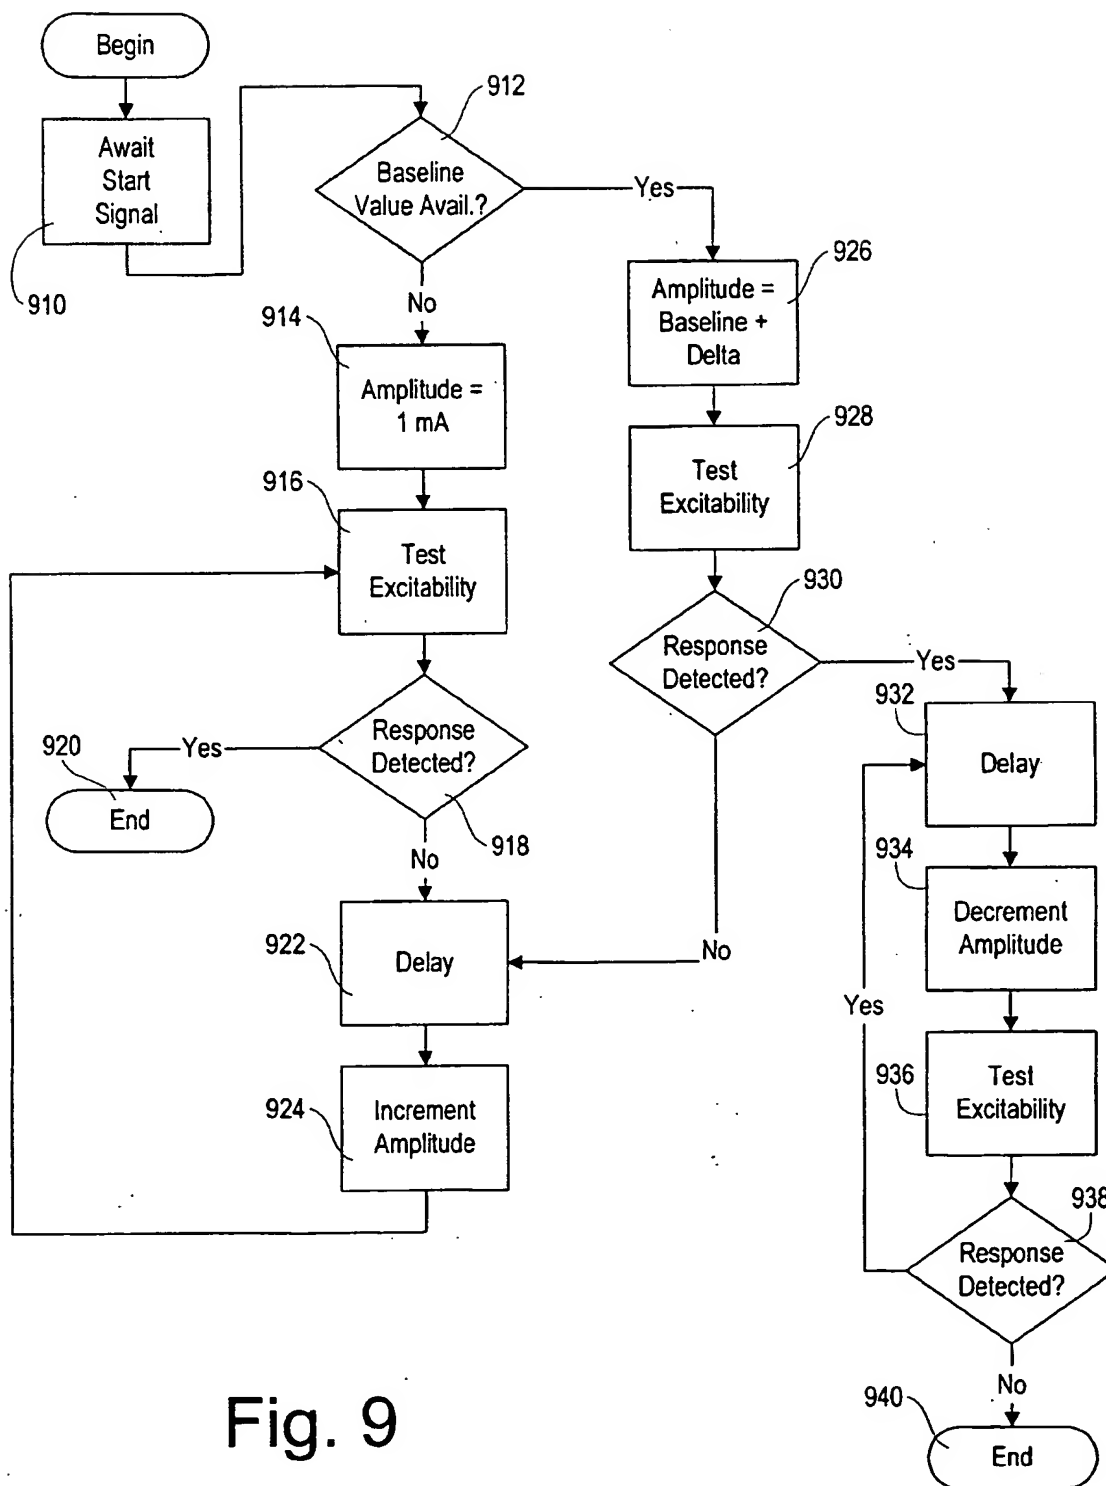 Begin
Await
Start
Signal
910
912
Baseline
Value Avail.?
Yes
No
914
Amplitude =
1 mA
916
Test
Excitability
Response
Detected?
918
Yes
920
End
No
922
Delay
924
Increment
Amplitude
926
Amplitude =
Baseline +
Delta
928
Test
Excitability
930
Response
Detected?
Yes
No
932
Delay
934
Decrement
Amplitude
936
Test
Excitability
938
Response
Detected?
Yes
No
940
End
Fig. 9